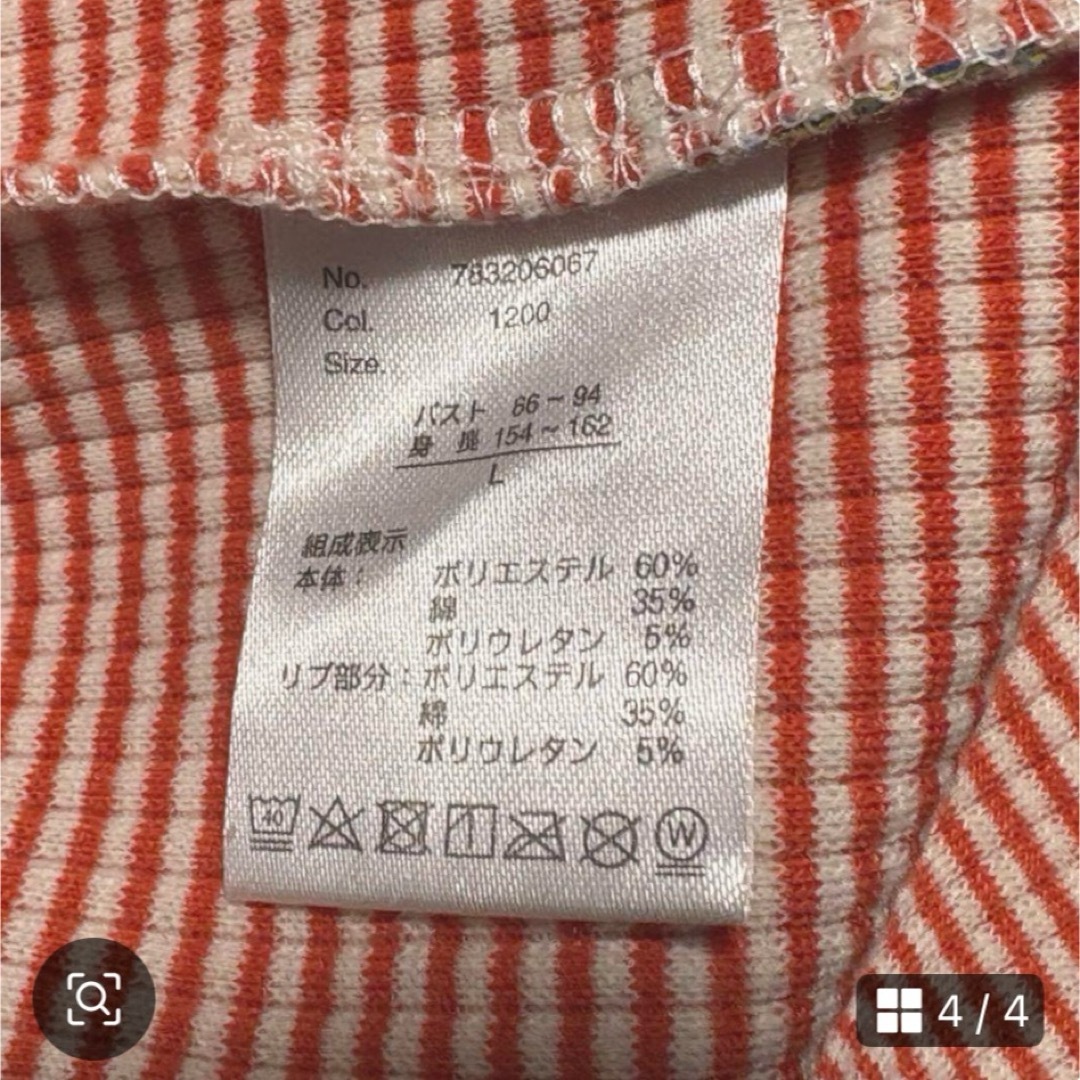 No. 783206067
Col. 1200
Size.
バスト 86～94
身 長 154～162
L
組成表示
本体： ポリエステル 60%
綿 35%
ポリウレタン 5%
リブ部分：ポリエステル 60%
綿 35%
ポリウレタン 5%
40
W
4 / 4